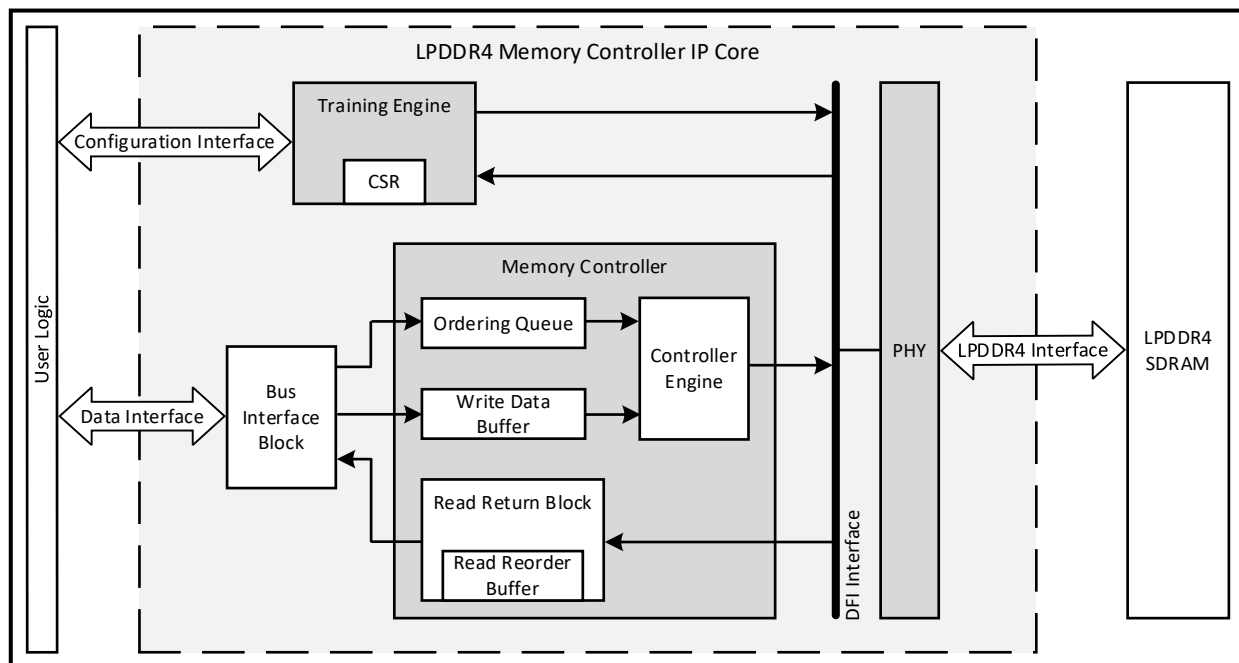 LPDDR4 Memory Controller IP Core
Training Engine
Configuration Interface
CSR
Memory Controller
Ordering Queue
User Logic
Controller
Engine
PHY
LPDDR4 Interface
LPDDR4
SDRAM
Bus
Interface
Block
Data Interface
Write Data
Buffer
Read Return Block
Read Reorder
Buffer
DFI Interface